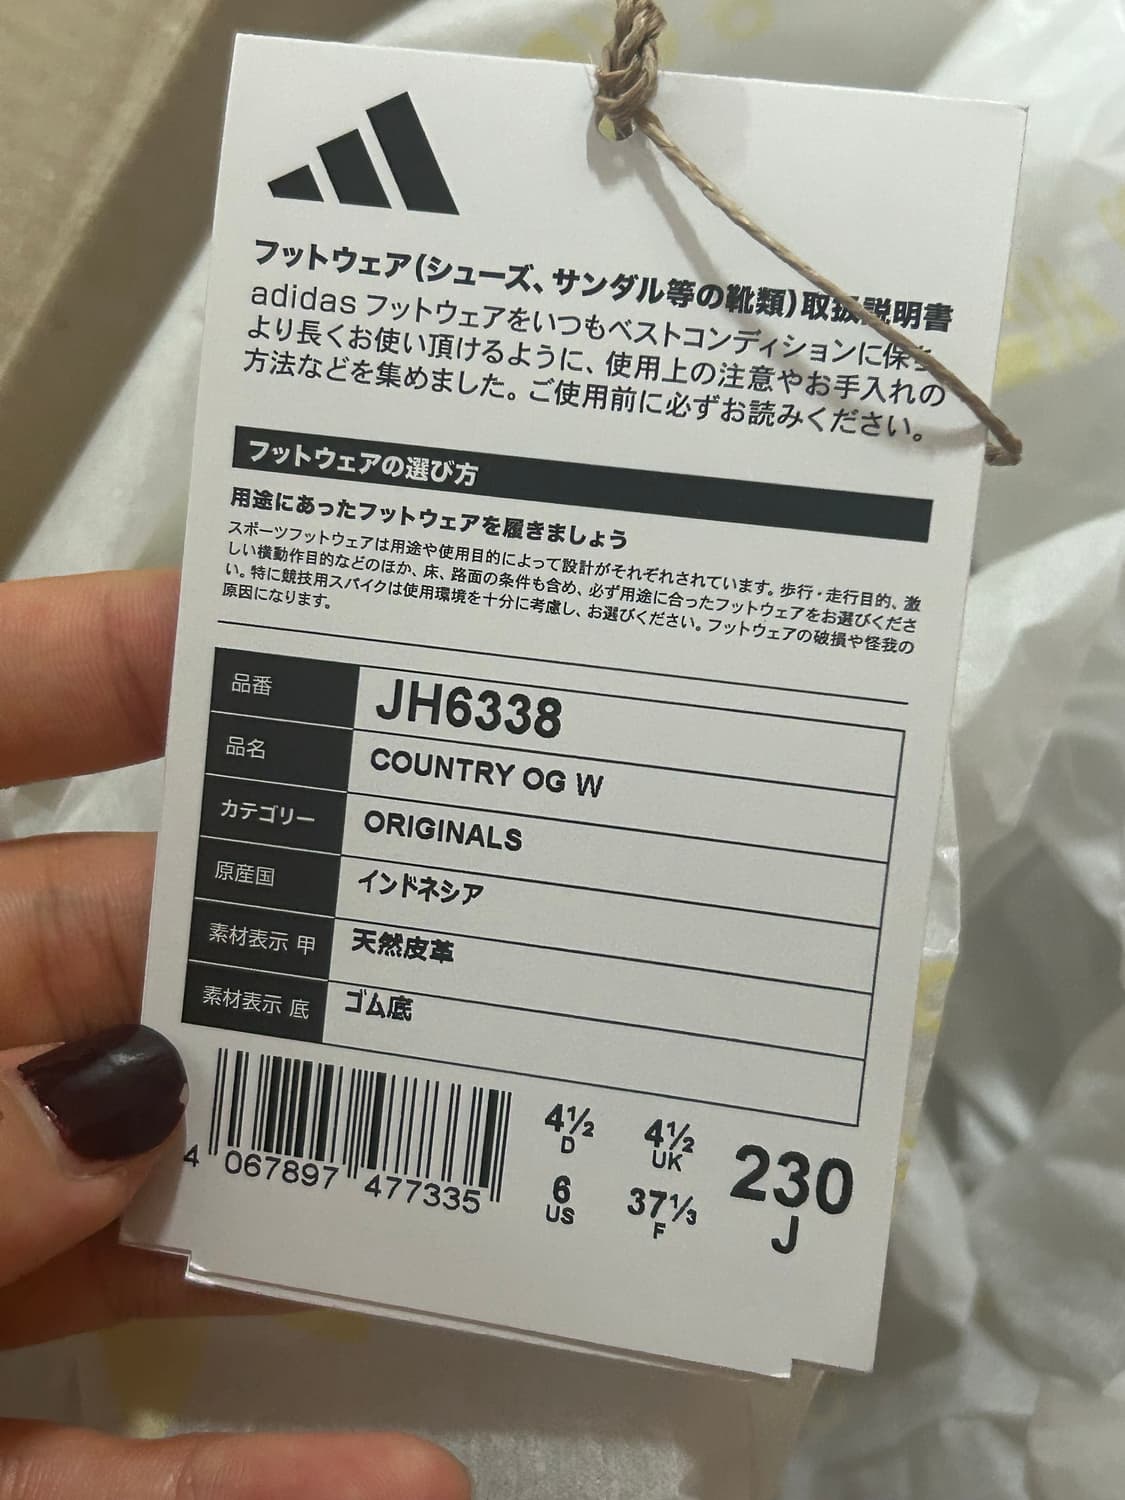 フットウェア(シューズ、サンダル等の靴類)取扱説明書
adidas フットウェアをいつもベストコンディションに保ち
より長くお使い頂けるように、使用上の注意やお手入れの
方法などを集めました。ご使用前に必ずお読みください。
フットウェアの選び方
用途にあったフットウェアを履きましょう
スポーツフットウェアは用途や使用目的によって設計がそれぞれされています。歩行・走行目的、激
しい横動作目的などのほか、床、路面の条件も含め、必ず用途に合ったフットウェアをお選びくださ
い。特に競技用スパイクは使用環境を十分に考慮し、お選びください。フットウェアの破損や怪我の
原因になります。
品番 JH6338
品名 COUNTRY OG W
カテゴリー ORIGINALS
原産国 インドネシア
素材表示 甲 天然皮革
素材表示 底 ゴム底
4½ 4½
D UK 230
6 37⅓ J
US F
4 067897 477335